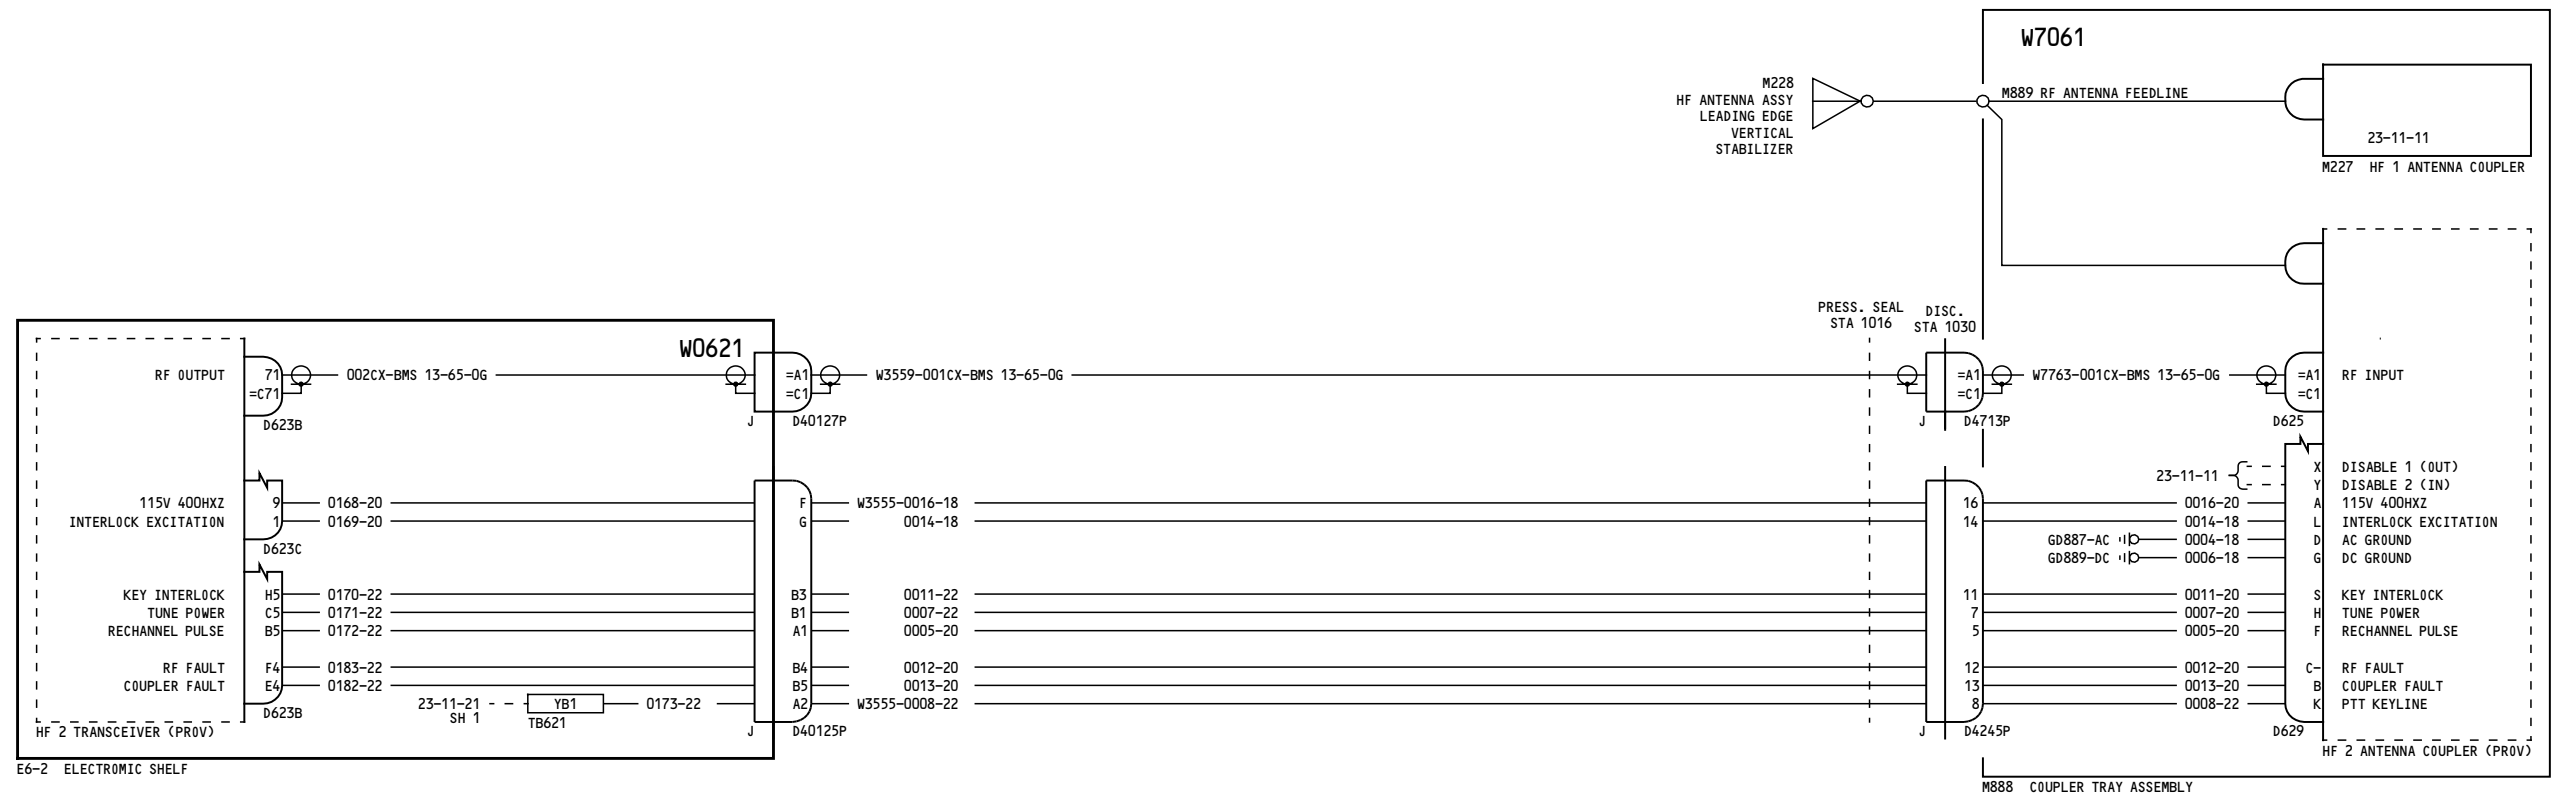 W7061
M228
HF ANTENNA ASSY
LEADING EDGE
VERTICAL
STABILIZER
M889 RF ANTENNA FEEDLINE
23-11-11
M227 HF 1 ANTENNA COUPLER
PRESS. SEAL
STA 1016
DISC.
STA 1030
W0621
RF OUTPUT 71 002CX-BMS 13-65-OG =A1 W3559-001CX-BMS 13-65-OG =A1 W7763-001CX-BMS 13-65-OG =A1 RF INPUT
=C71 =C1 =C1 =C1
D623B J D40127P J D4713P D625
X DISABLE 1 (OUT)
23-11-11
Y DISABLE 2 (IN)
115V 400HXZ 9 0168-20 F W3555-0016-18 16 0016-20 A 115V 400HXZ
INTERLOCK EXCITATION 1 0169-20 G 0014-18 14 0014-18 L INTERLOCK EXCITATION
D623C GD887-AC 0004-18 D AC GROUND
GD889-DC 0006-18 G DC GROUND
KEY INTERLOCK H5 0170-22 B3 0011-22 11 0011-20 S KEY INTERLOCK
TUNE POWER C5 0171-22 B1 0007-22 7 0007-20 H TUNE POWER
RECHANNEL PULSE B5 0172-22 A1 0005-20 5 0005-20 F RECHANNEL PULSE
RF FAULT F4 0183-22 B4 0012-20 12 0012-20 C- RF FAULT
COUPLER FAULT E4 0182-22 B5 0013-20 13 0013-20 B COUPLER FAULT
23-11-21 YB1 0173-22 A2 W3555-0008-22 8 0008-22 K PTT KEYLINE
SH 1 TB621
D623B J D40125P J D4245P D629
HF 2 TRANSCEIVER (PROV)
HF 2 ANTENNA COUPLER (PROV)
E6-2 ELECTROMIC SHELF
M888 COUPLER TRAY ASSEMBLY